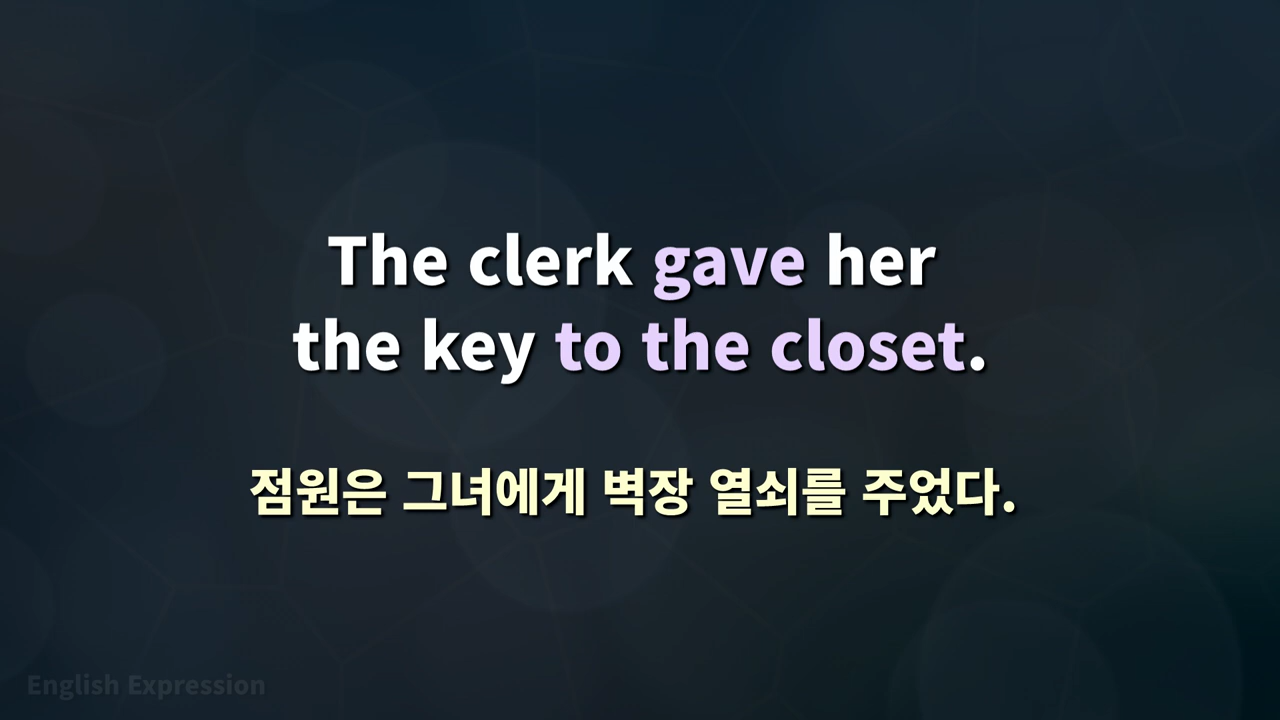 The clerk gave her
the key to the closet.
점원은 그녀에게 벽장 열쇠를 주었다.
English Expression